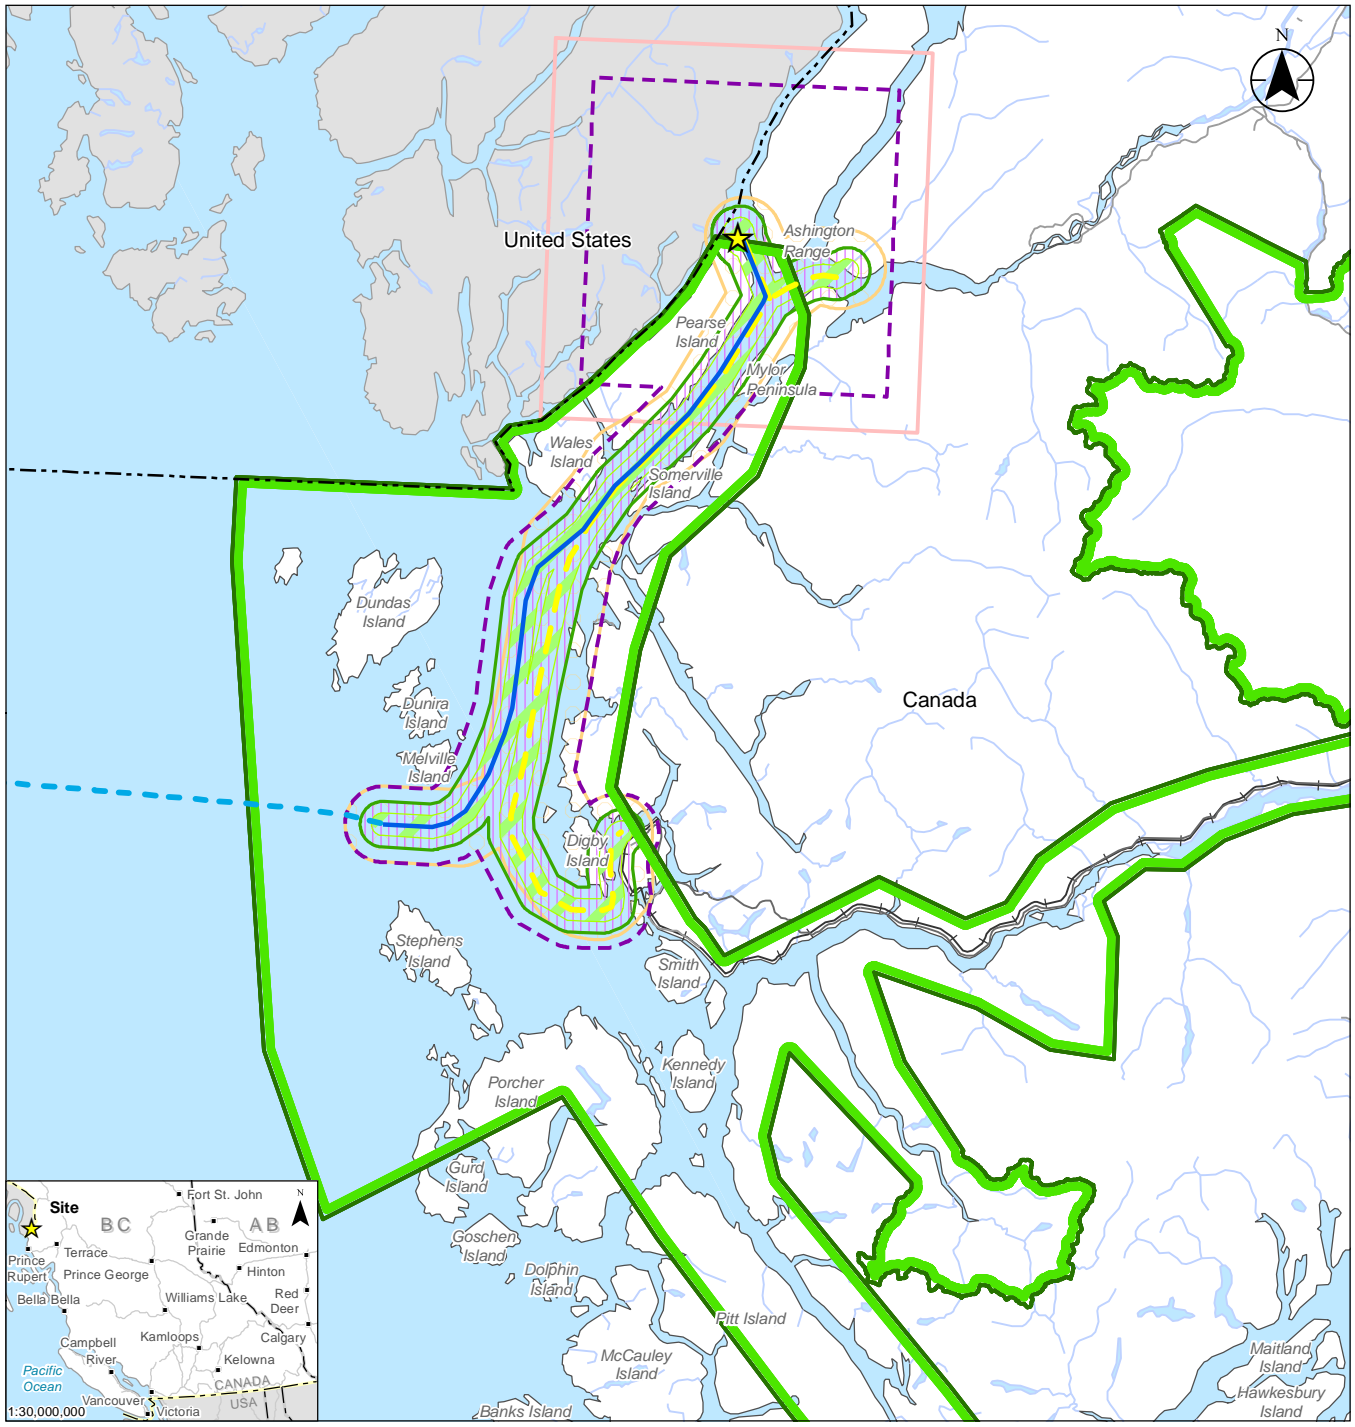 N
United States
Ashington
Range
Pearse
Island
Mylor
Peninsula
Wales
Island
Somerville
Island
Dundas
Island
Canada
Dunira
Island
Melville
Island
Digby
Island
Stephens
Island
Smith
Island
Kennedy
Island
Porcher
Island
Gurd
Island
Goschen
Island
Dolphin
Island
Pitt Island
McCauley
Island
Banks Island
Maitland
Island
Hawkesbury
Island
N
Site
Fort St. John
BC
AB
Grande
Prairie
Edmonton
Terrace
Prince
Rupert
Prince George
Hinton
Bella Bella
Williams Lake
Red
Deer
Campbell
River
Kamloops
Calgary
Kelowna
Pacific
Ocean
CANADA
USA
Vancouver
Victoria
1:30,000,000